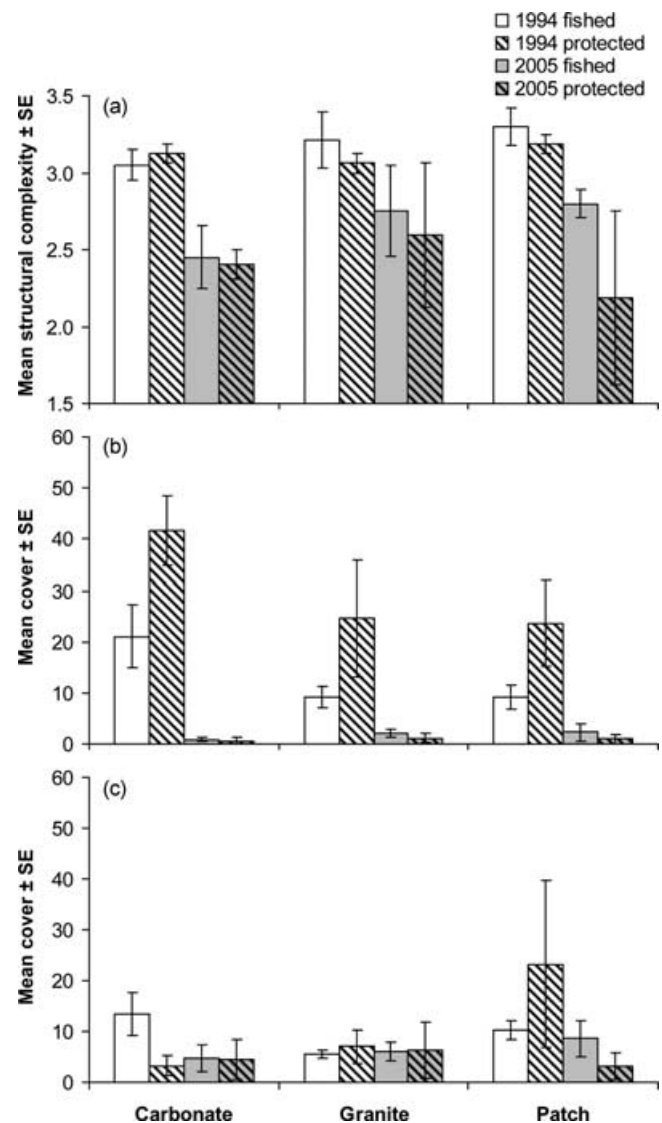 1994 fished
1994 protected
2005 fished
2005 protected
(a)
Mean structural complexity ± SE
3.5
3.0
2.5
2.0
1.5
(b)
Mean cover ± SE
60
50
40
30
20
10
0
(c)
Mean cover ± SE
60
50
40
30
20
10
0
Carbonate Granite Patch